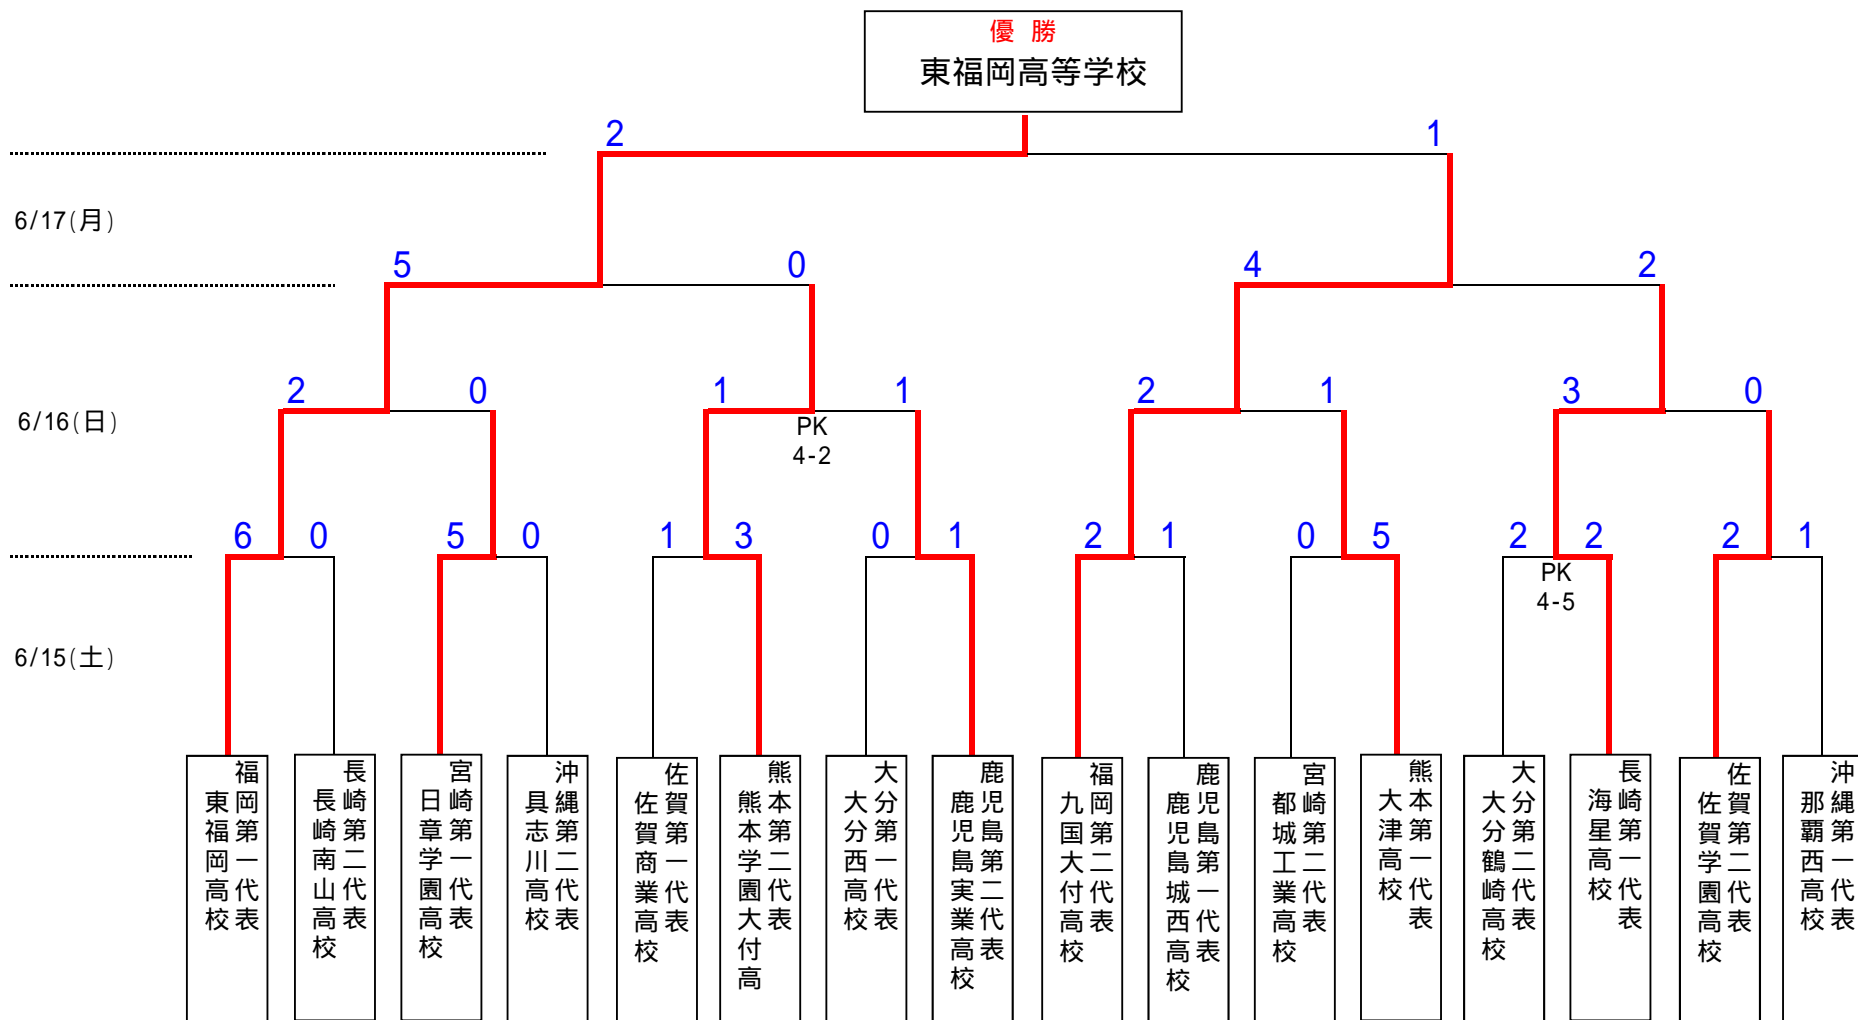 優 勝
東福岡高等学校
2
1
6/17(月)
5
0
4
2
2
0
1
1
2
1
3
0
6/16(日)
PK
4-2
6
0
5
0
1
3
0
1
2
1
0
5
2
2
2
1
PK
4-5
6/15(土)
福岡第一代表
東福岡高校
長崎第二代表
長崎南山高校
宮崎第一代表
日章学園高校
沖縄第二代表
具志川高校
佐賀第一代表
佐賀商業高校
熊本第二代表
熊本学園大付高
大分第一代表
大分西高校
鹿児島第二代表
鹿児島実業高校
福岡第二代表
九国大付高校
鹿児島第一代表
鹿児島城西高校
宮崎第二代表
都城工業高校
熊本第一代表
大津高校
大分第二代表
大分鶴崎高校
長崎第一代表
海星高校
佐賀第二代表
佐賀学園高校
沖縄第一代表
那覇西高校